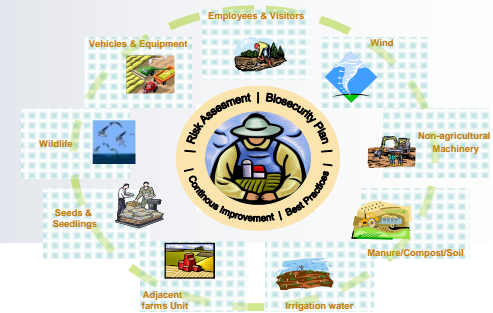 Employees & Visitors
Vehicles & Equipment
Wind
| Risk Assesment | Biosecurity Plan |
Wildlife
Non-agricultural
Machinery
| Continous Improvement | Best Practices |
Seeds &
Seedlings
Manure/Compost/Soil
Adjacent
farms Unit
Irrigation water